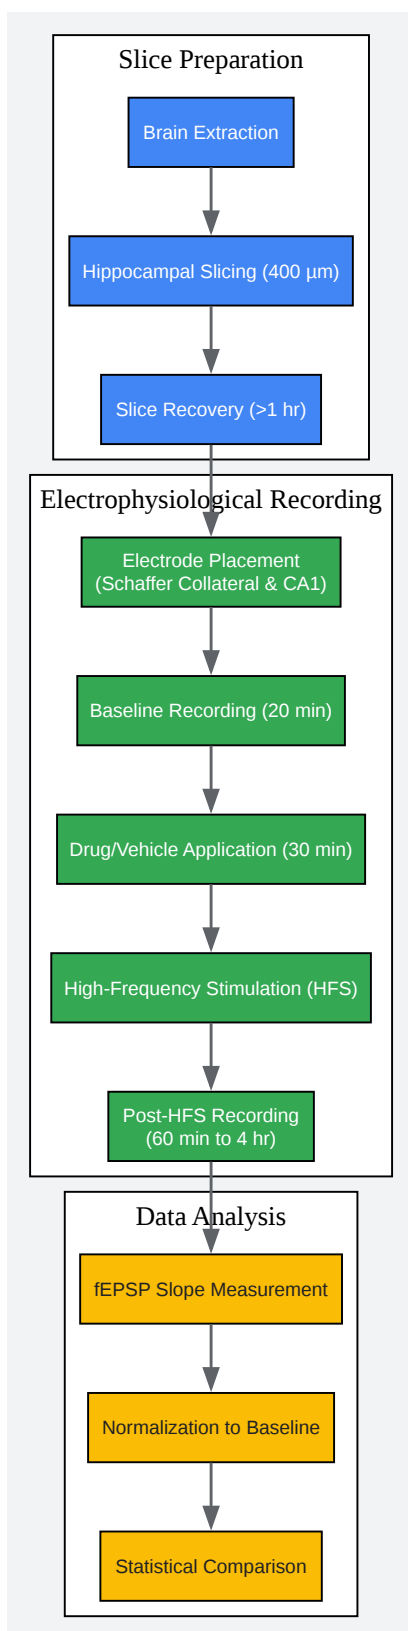 Slice Preparation
Brain Extraction
Hippocampal Slicing (400 µm)
Slice Recovery (>1 hr)
Electrophysiological Recording
Electrode Placement
(Schaffer Collateral & CA1)
Baseline Recording (20 min)
Drug/Vehicle Application (30 min)
High-Frequency Stimulation (HFS)
Post-HFS Recording
(60 min to 4 hr)
Data Analysis
fEPSP Slope Measurement
Normalization to Baseline
Statistical Comparison